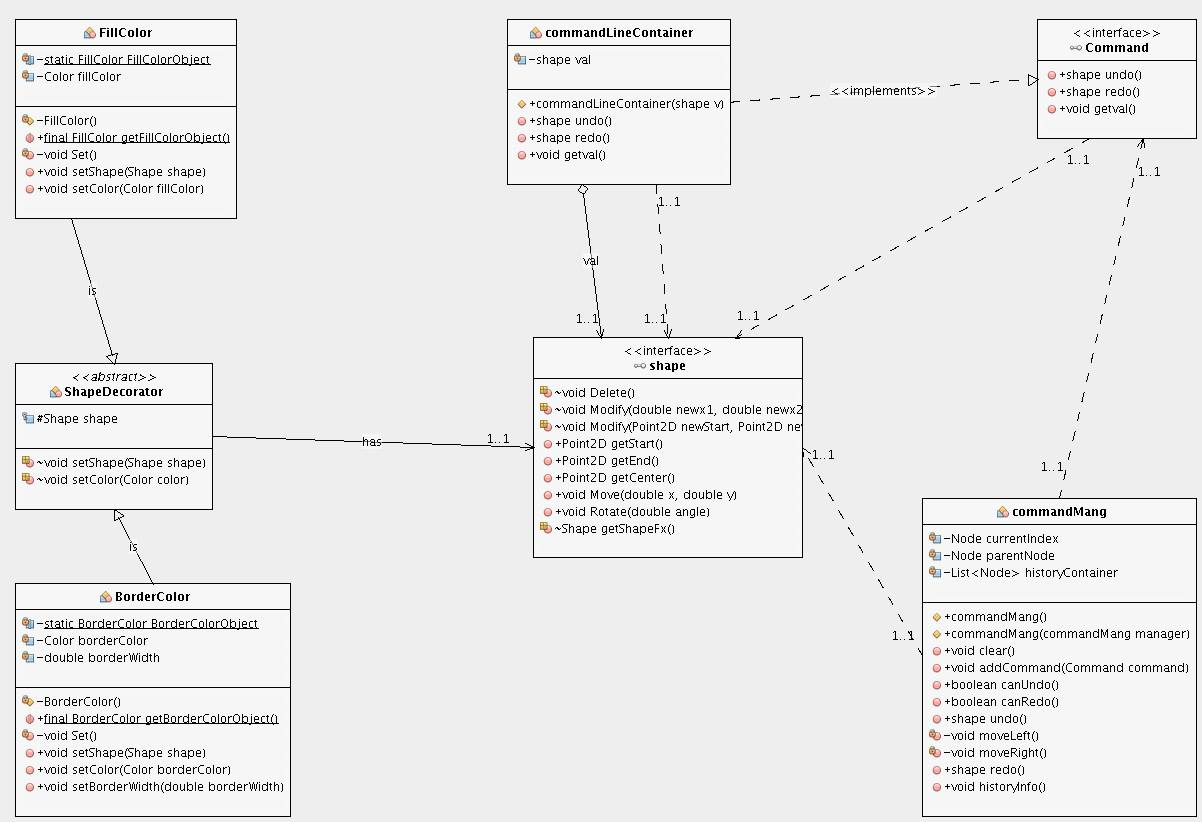 FillColor
-static FillColor FillColorObject
-Color fillColor
-FillColor()
+final FillColor getFillColorObject()
-void Set()
+void setShape(Shape shape)
+void setColor(Color fillColor)
is
<<abstract>>
ShapeDecorator
#Shape shape
~void setShape(Shape shape)
~void setColor(Color color)
is
BorderColor
-static BorderColor BorderColorObject
-Color borderColor
-double borderWidth
-BorderColor()
+final BorderColor getBorderColorObject()
-void Set()
+void setShape(Shape shape)
+void setColor(Color borderColor)
+void setBorderWidth(double borderWidth)
has
1..1
commandLineContainer
-shape val
+commandLineContainer(shape v)
+shape undo()
+shape redo()
+void getval()
<<implements>>
val
1..1
1..1
1..1
1..1
<<interface>>
shape
~void Delete()
~void Modify(double newx1, double newx2
~void Modify(Point2D newStart, Point2D ne
+Point2D getStart()
+Point2D getEnd()
+Point2D getCenter()
+void Move(double x, double y)
+void Rotate(double angle)
~Shape getShapeFx()
<<interface>>
Command
+shape undo()
+shape redo()
+void getval()
1..1
1..1
1..1
1..1
1..1
commandMang
-Node currentIndex
-Node parentNode
-List<Node> historyContainer
+commandMang()
+commandMang(commandMang manager)
+void clear()
+void addCommand(Command command)
+boolean canUndo()
+boolean canRedo()
+shape undo()
-void moveLeft()
-void moveRight()
+shape redo()
+void historyInfo()